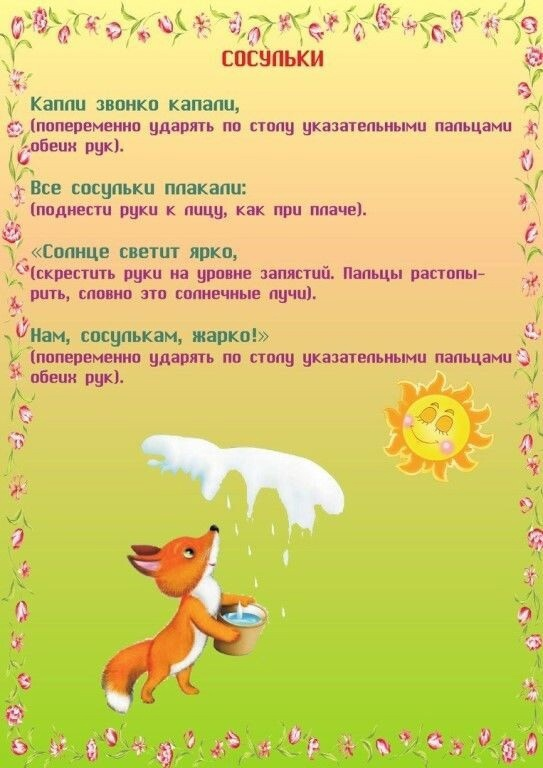 СОСУЛЬКИ
Капли звонко капали,
(попеременно ударять по столу указательными пальцами
обеих рук).
Все сосульки плакали:
(поднести руки к лицу, как при плаче).
«Солнце светит ярко,
(скрестить руки на уровне запястий. Пальцы растопы-
рить, словно это солнечные лучи).
Нам, сосулькам, жарко!»
(попеременно ударять по столу указательными пальцами
обеих рук).